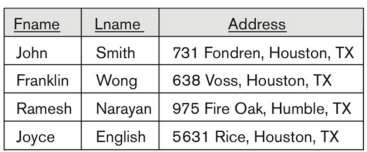 Fname Lname Address
John Smith 731 Fondren, Houston, TX
Franklin Wong 638 Voss, Houston, TX
Ramesh Narayan 975 Fire Oak, Humble, TX
Joyce English 5631 Rice, Houston, TX